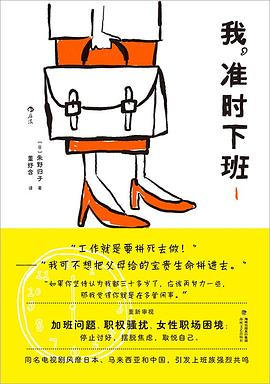 我，准时下班
后浪
〔日〕朱野归子 著
董纾含 译
“工作就是要拼死去做！”
——“我可不想把父母给的宝贵生命拼进去。”
“如果你坚持认为我都三十多岁了，应该再努力一些，
那我觉得你就是在多管闲事。”
重新审视
加班问题、职权骚扰、女性职场困境：
停止讨好，摆脱焦虑，取悦自己。
同名电视剧风靡日本、马来西亚和中国，引发上班族强烈共鸣